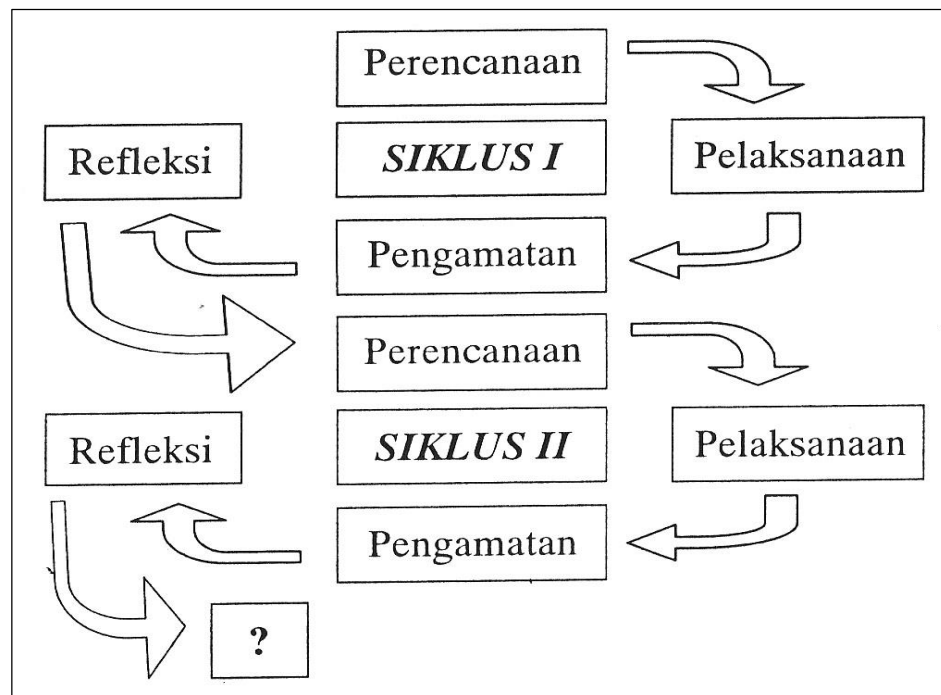 Perencanaan
Refleksi
SIKLUS I
Pelaksanaan
Pengamatan
Perencanaan
Refleksi
SIKLUS II
Pelaksanaan
Pengamatan
?